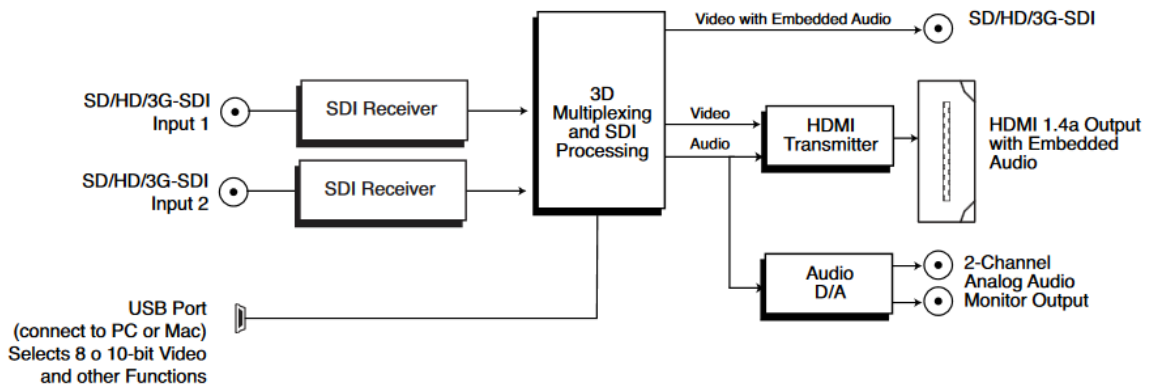 Video with Embedded Audio
SD/HD/3G-SDI
SD/HD/3G-SDI
Input 1
SDI Receiver
3D
Multiplexing
and SDI
Processing
Video
Audio
HDMI
Transmitter
HDMI 1.4a Output
with Embedded
Audio
SD/HD/3G-SDI
Input 2
SDI Receiver
Audio
D/A
2-Channel
Analog Audio
Monitor Output
USB Port
(connect to PC or Mac)
Selects 8 o 10-bit Video
and other Functions